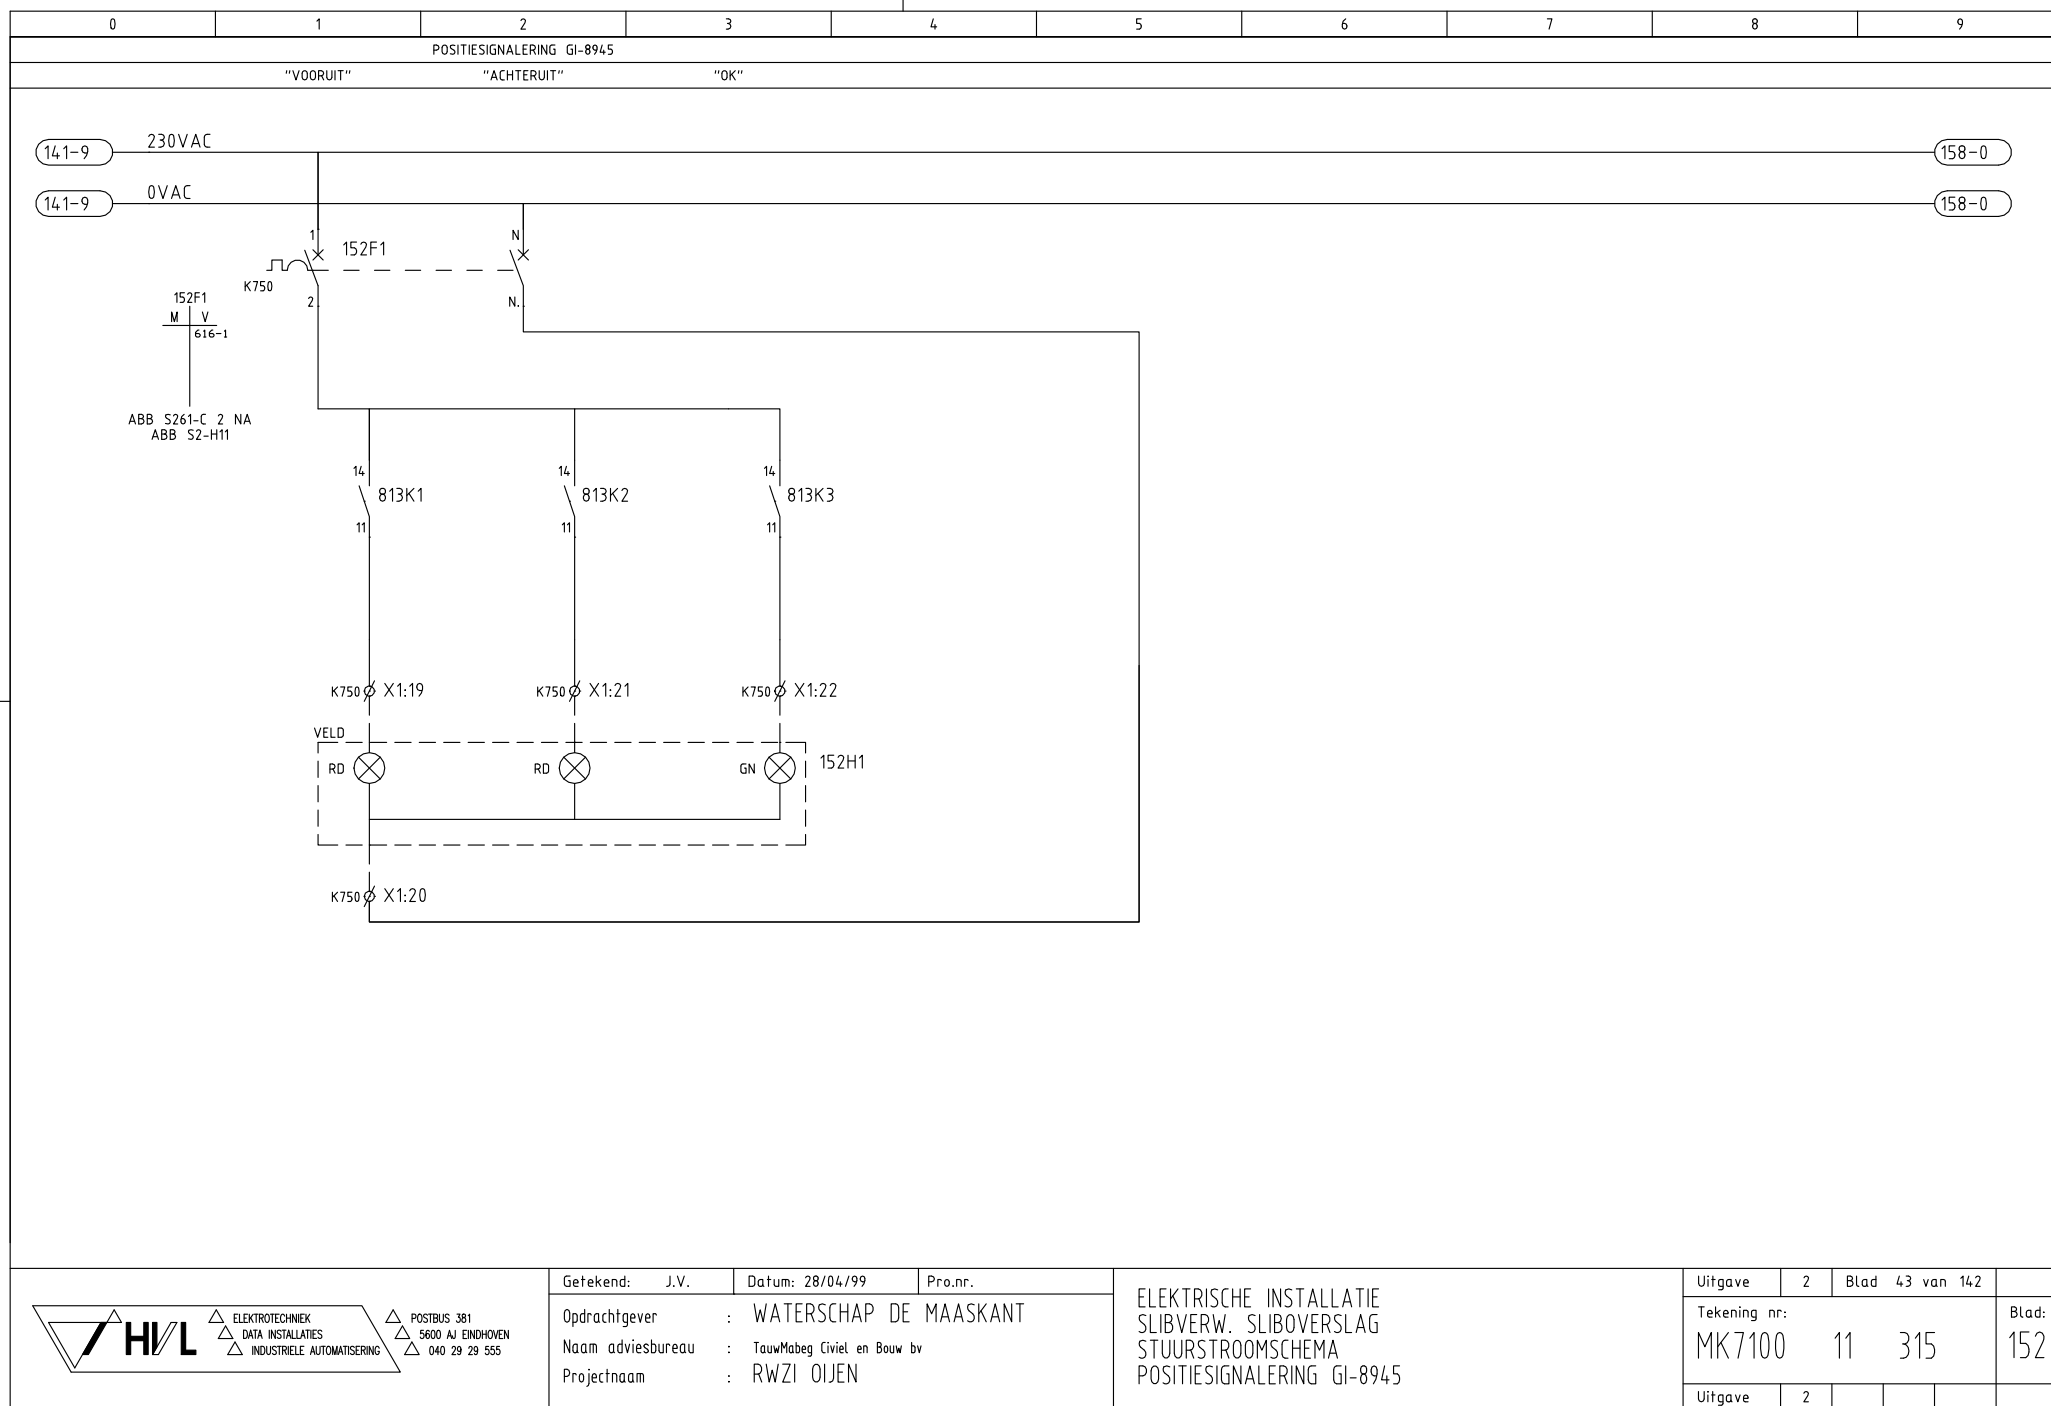 0 1 2 3 4 5 6 7 8 9
POSITIESIGNALERING GI-8945
"VOORUIT" "ACHTERUIT" "OK"
141-9 230VAC 158-0
141-9 0VAC 158-0
1 152F1 N
K750
2 N.
152F1
M V
616-1
ABB S261-C 2 NA
ABB S2-H11
14 14 14
813K1 813K2 813K3
11 11 11
K750 X1:19 K750 X1:21 K750 X1:22
VELD
RD RD GN 152H1
K750 X1:20
HVL
ELEKTROTECHNIEK
DATA INSTALLATIES
INDUSTRIELE AUTOMATISERING
POSTBUS 381
5600 AJ EINDHOVEN
040 29 29 555
Getekend: J.V. Datum: 28/04/99 Pro.nr.
Opdrachtgever : WATERSCHAP DE MAASKANT
Naam adviesbureau : TauwMabeg Civiel en Bouw bv
Projectnaam : RWZI OIJEN
ELEKTRISCHE INSTALLATIE
SLIBVERW. SLIBOVERSLAG
STUURSTROOMSCHEMA
POSITIESIGNALERING GI-8945
Uitgave 2 Blad 43 van 142
Tekening nr: Blad:
MK7100 11 315 152
Uitgave 2